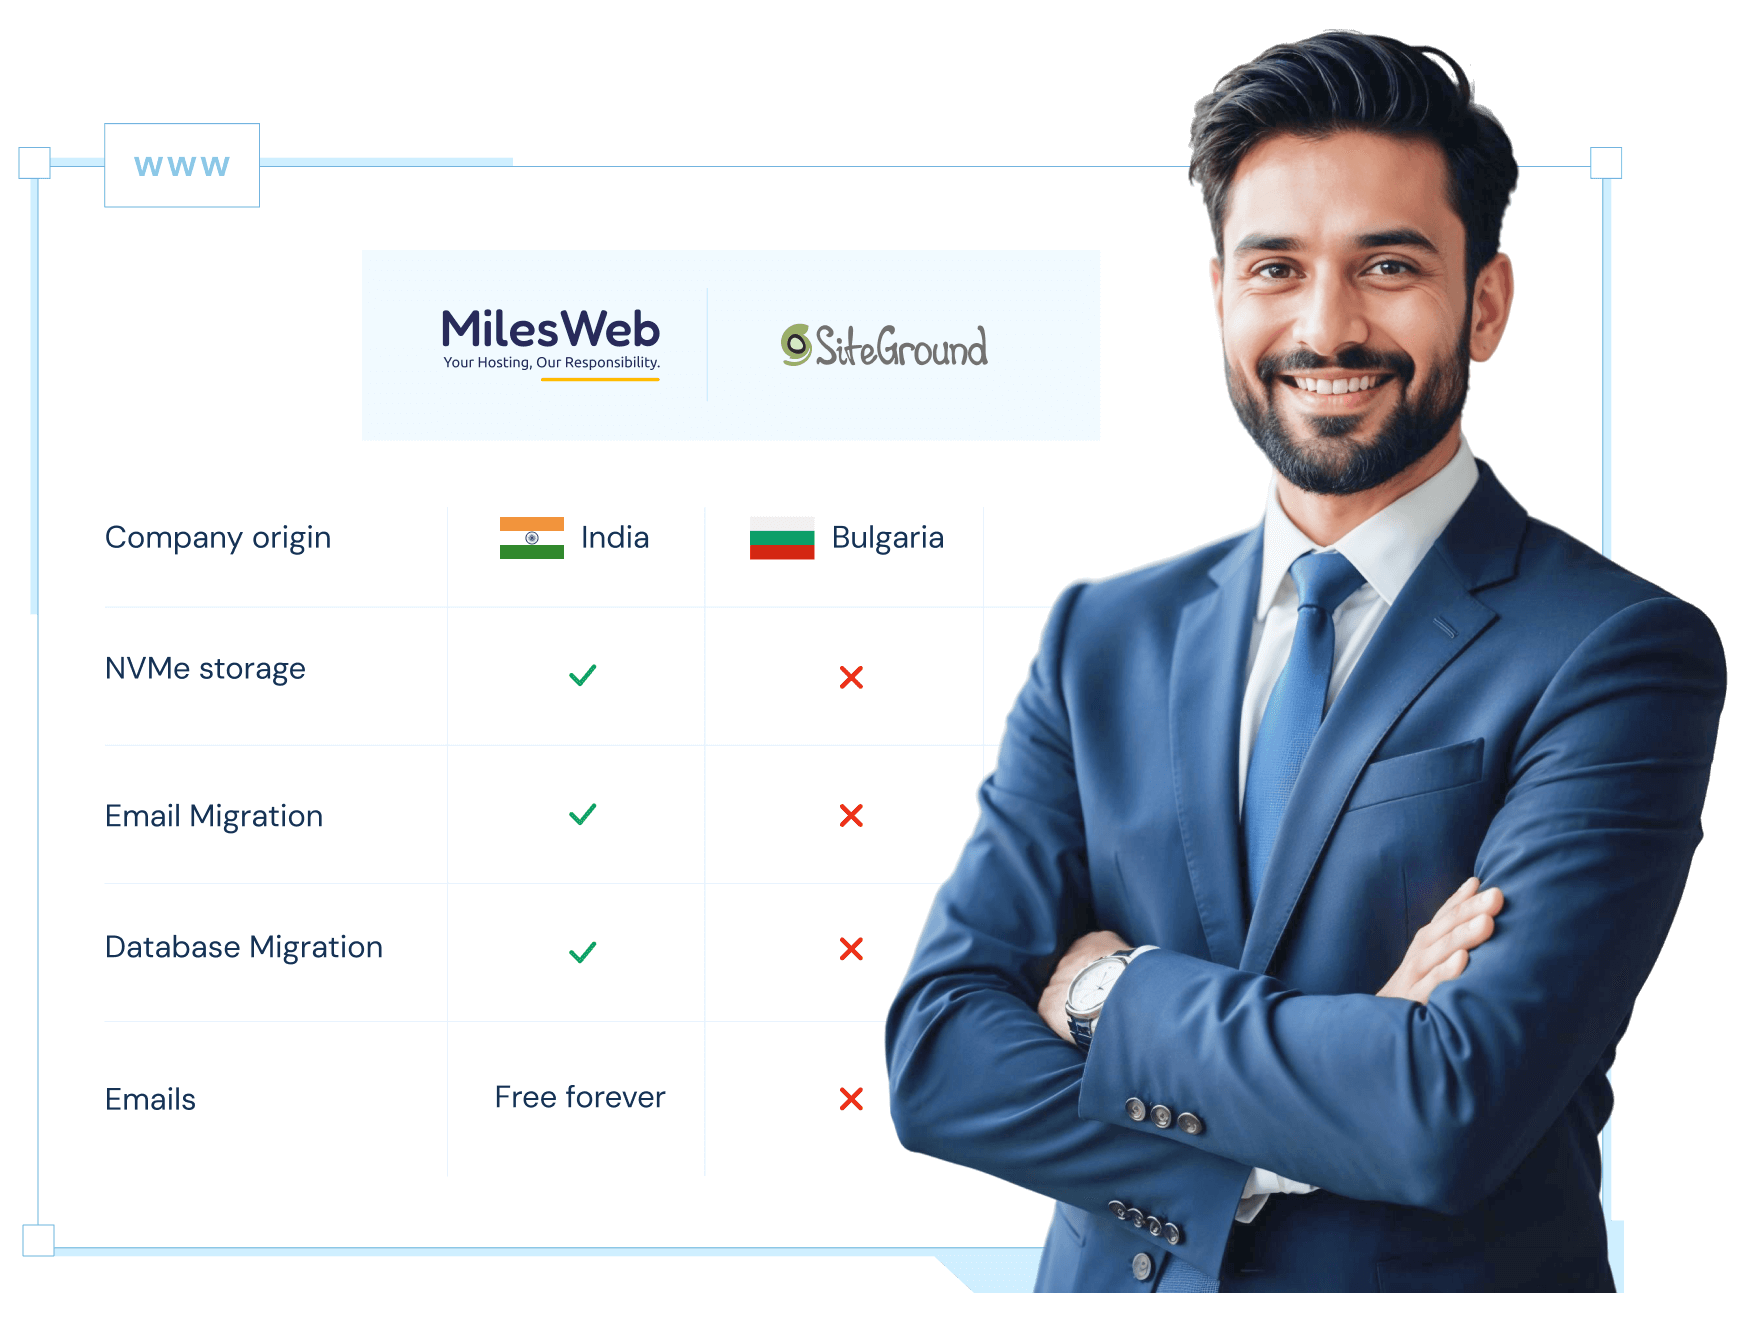 www
MilesWeb
Your Hosting, Our Responsibility.
SiteGround
Company origin India Bulgaria
NVMe storage
Email Migration
Database Migration
Emails Free forever